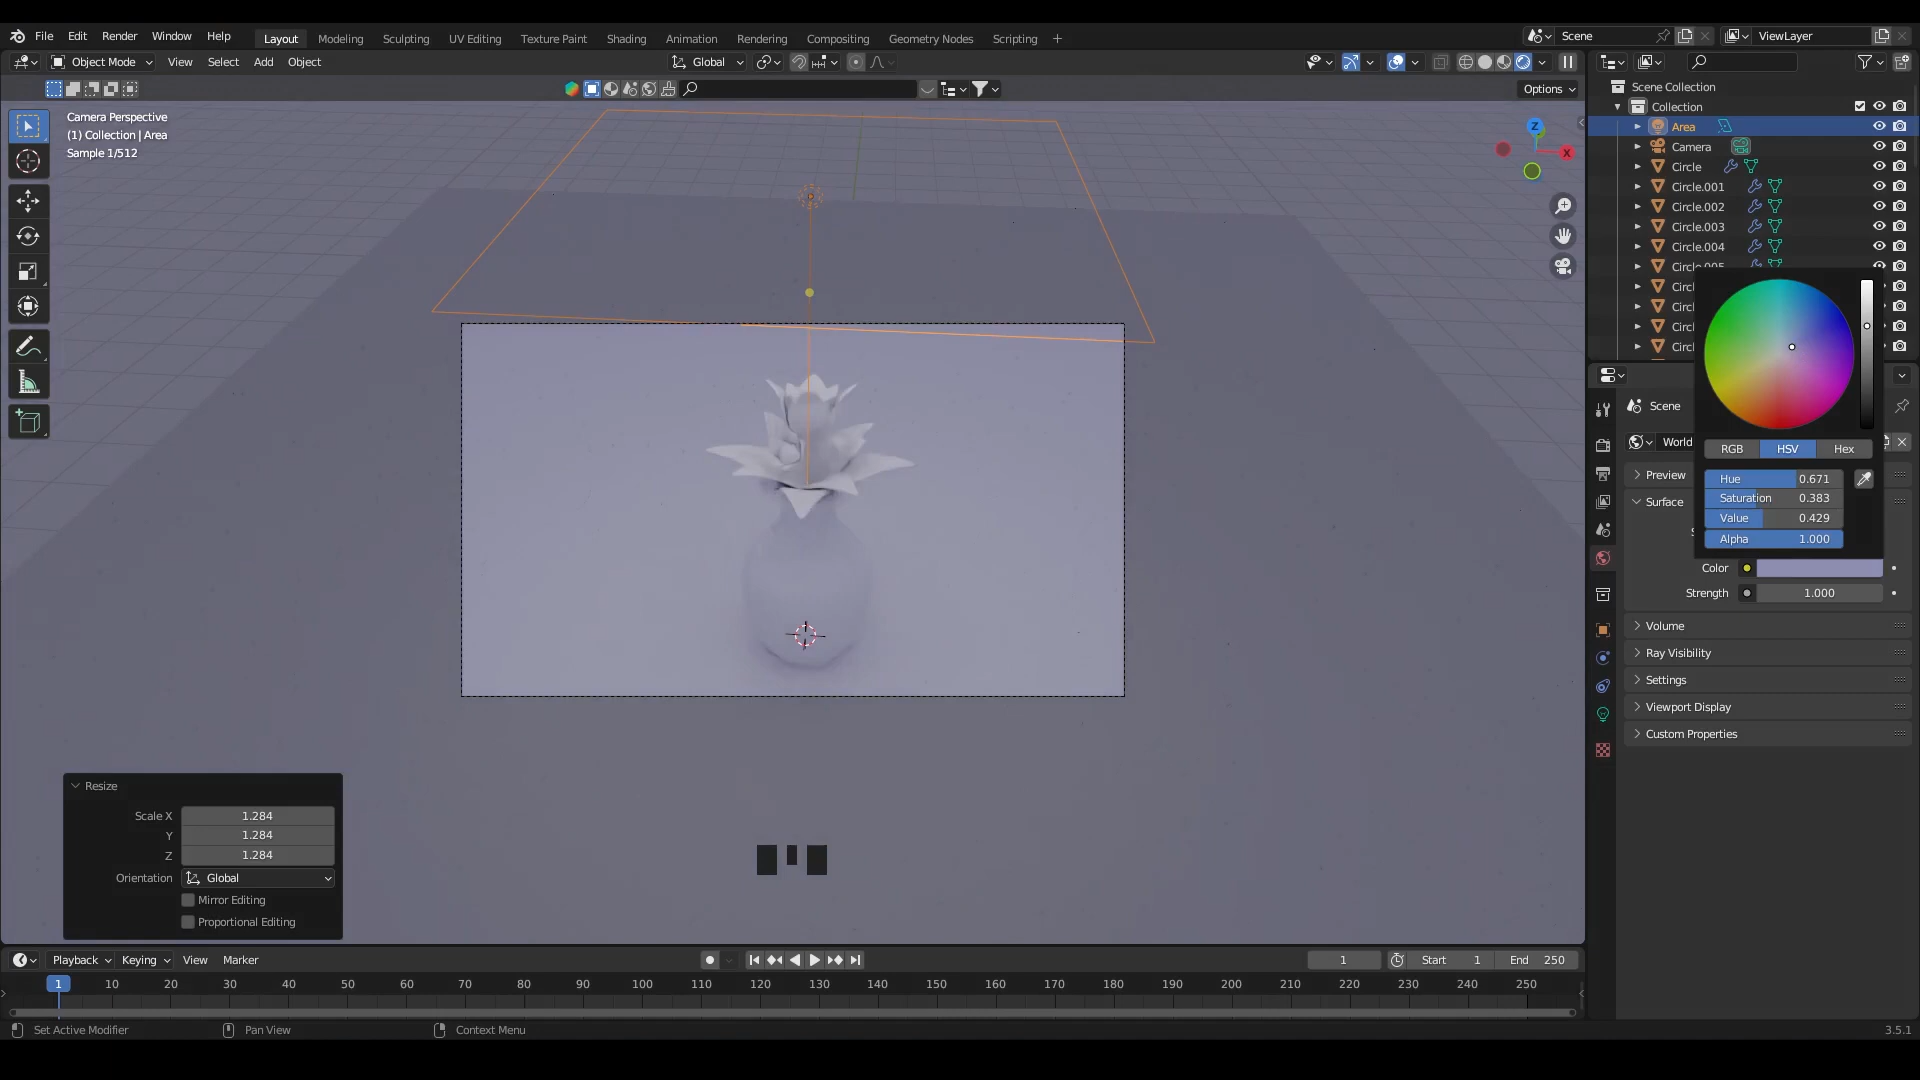 File Edit Render Window Help Layout Modeling Sculpting UV Editing Texture Paint Shading Animation Rendering Compositing Geometry Nodes Scripting + Scene ViewLayer
Object Mode View Select Add Object Global
Options
Camera Perspective
(1) Collection | Area
Sample 1/512
Z
X
Scene Collection
Collection
Area
Camera
Circle
Circle.001
Circle.002
Circle.003
Circle.004
Circle.005
Circl
Circl
Circl
Circl
Scene
World
RGB HSV Hex
Preview
Hue 0.671
Surface
Saturation 0.383
Value 0.429
Alpha 1.000
Color
Strength 1.000
Volume
Ray Visibility
Settings
Viewport Display
Custom Properties
Resize
Scale X 1.284
Y 1.284
Z 1.284
Orientation Global
Mirror Editing
Proportional Editing
Playback Keying View Marker 1 Start 1 End 250
1 10 20 30 40 50 60 70 80 90 100 110 120 130 140 150 160 170 180 190 200 210 220 230 240 250
Set Active Modifier Pan View Context Menu 3.5.1